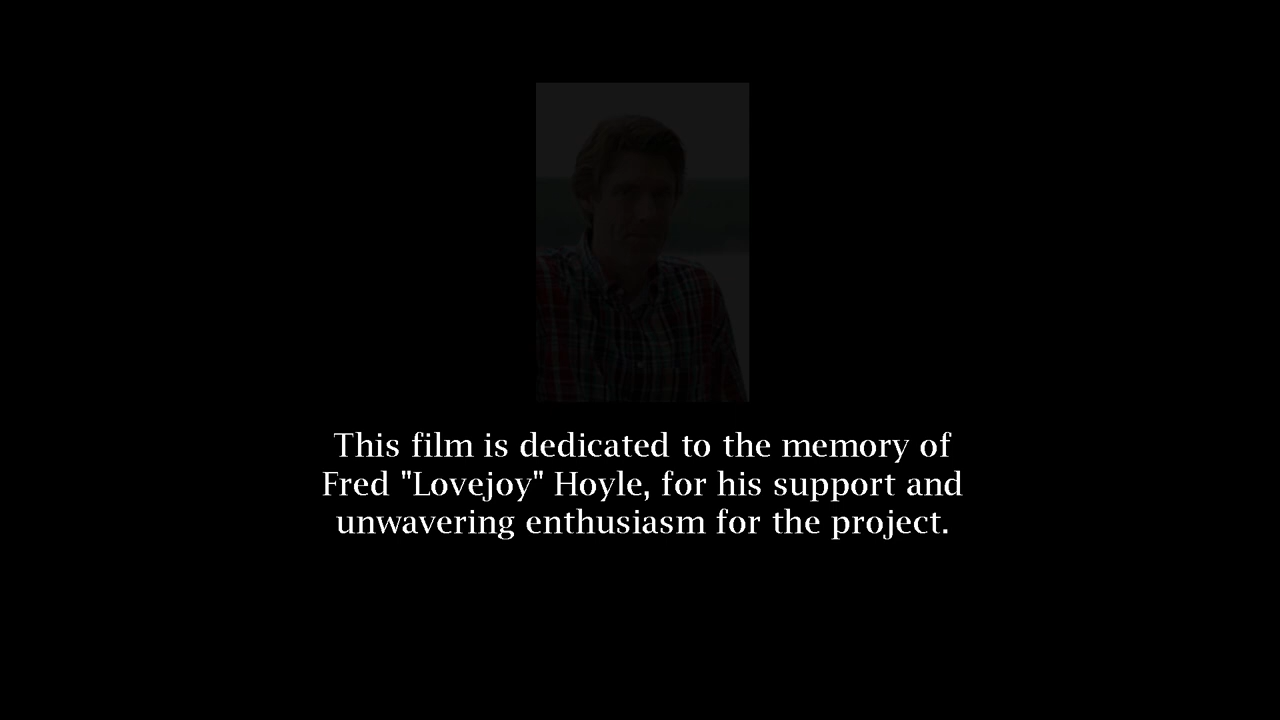 This film is dedicated to the memory of
Fred "Lovejoy" Hoyle, for his support and
unwavering enthusiasm for the project.